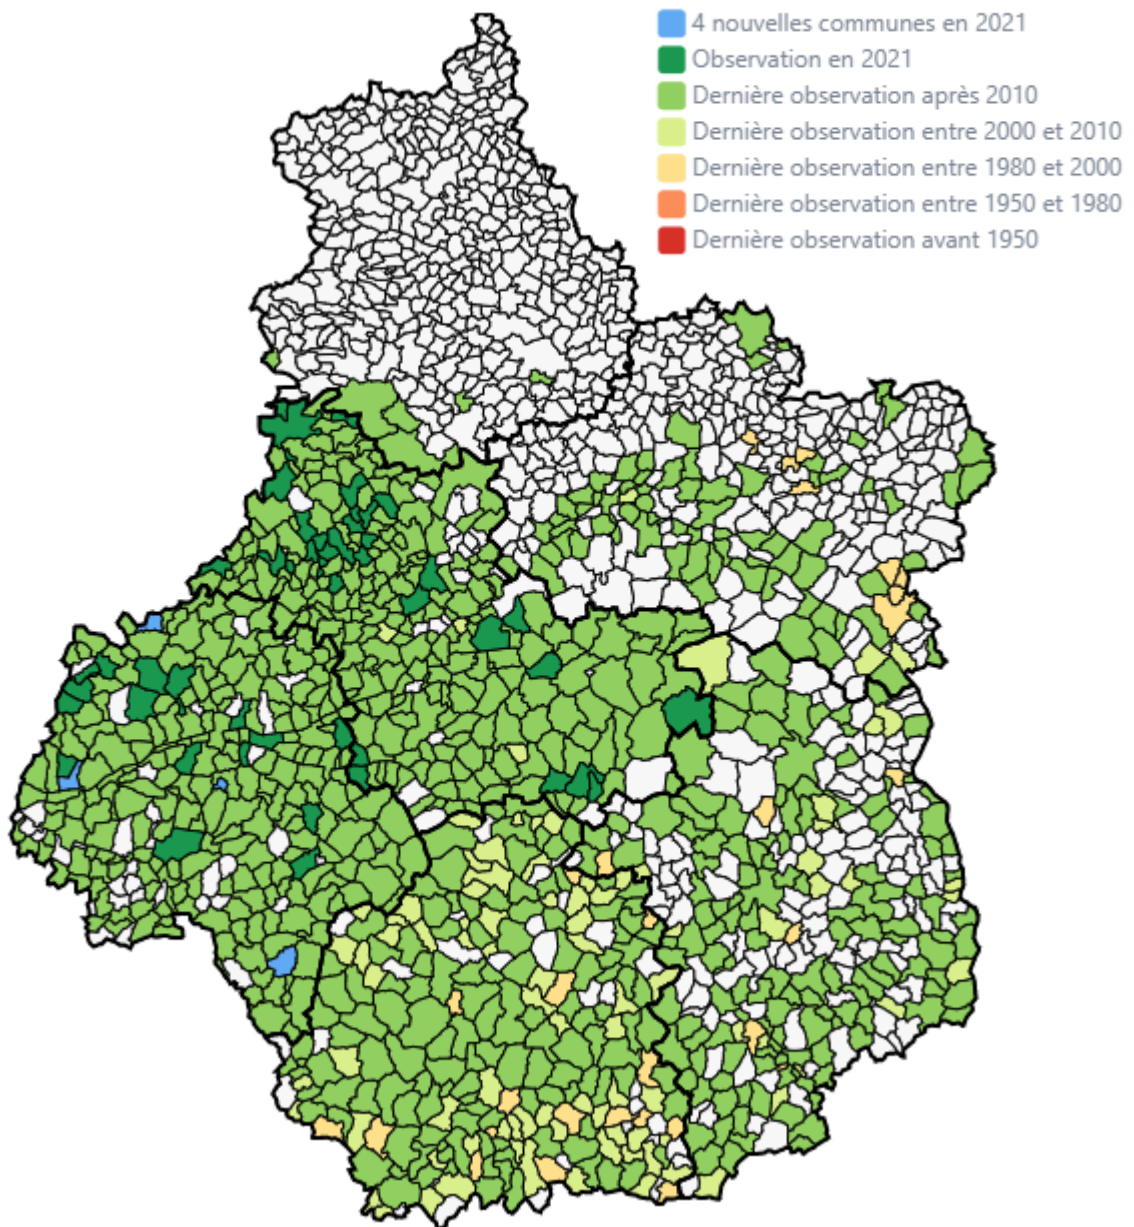 4 nouvelles communes en 2021
Observation en 2021
Dernière observation après 2010
Dernière observation entre 2000 et 2010
Dernière observation entre 1980 et 2000
Dernière observation entre 1950 et 1980
Dernière observation avant 1950